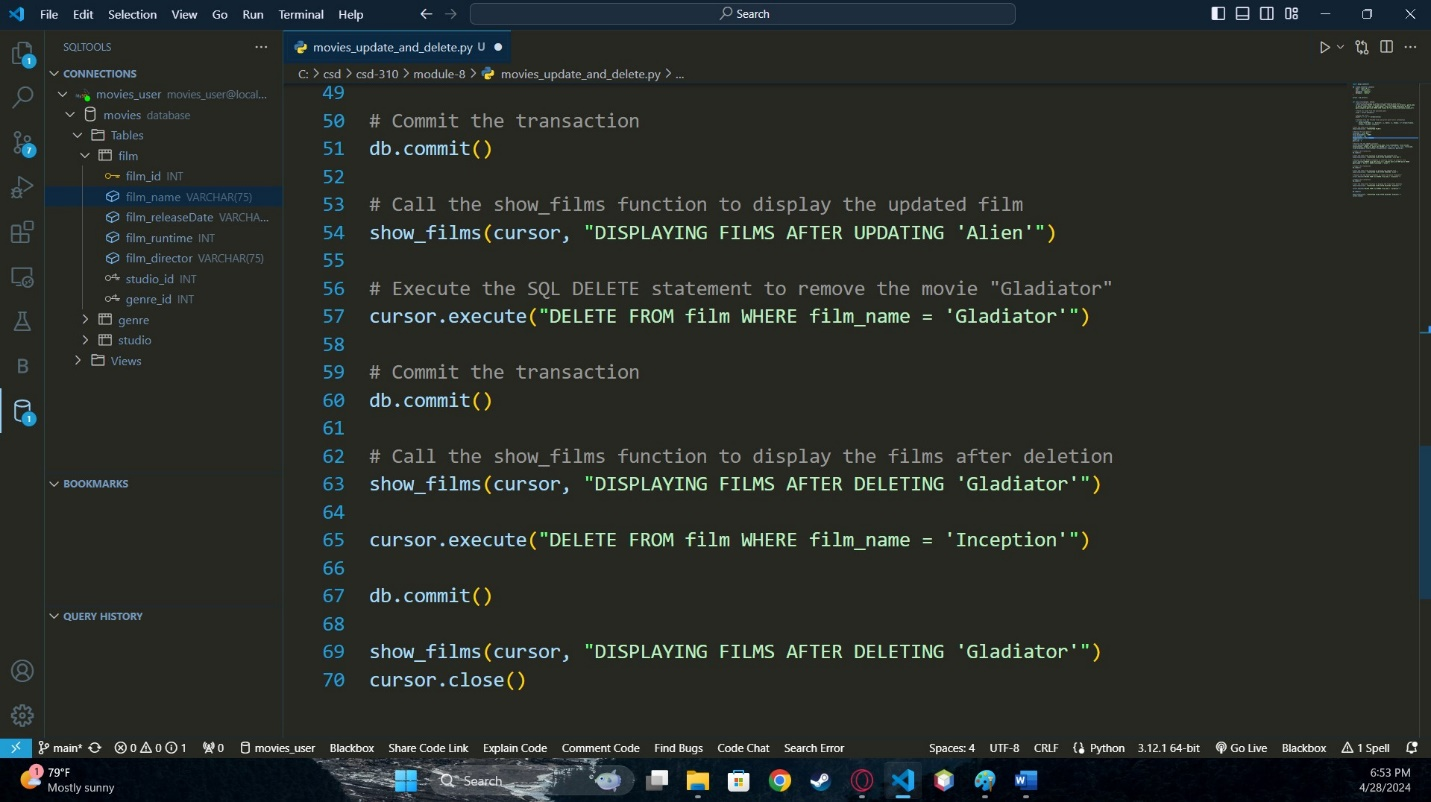 File Edit Selection View Go Run Terminal Help
Search
SQLTOOLS
movies_update_and_delete.py U
CONNECTIONS
C: > csd > csd-310 > module-8 > movies_update_and_delete.py > ...
movies_user movies_user@local...
movies database
Tables
film
film_id INT
film_name VARCHAR(75)
film_releaseDate VARCHA...
film_runtime INT
film_director VARCHAR(75)
studio_id INT
genre_id INT
genre
studio
Views
BOOKMARKS
QUERY HISTORY
1
7
B
1
49
50 # Commit the transaction
51 db.commit()
52
53 # Call the show_films function to display the updated film
54 show_films(cursor, "DISPLAYING FILMS AFTER UPDATING 'Alien'")
55
56 # Execute the SQL DELETE statement to remove the movie "Gladiator"
57 cursor.execute("DELETE FROM film WHERE film_name = 'Gladiator'")
58
59 # Commit the transaction
60 db.commit()
61
62 # Call the show_films function to display the films after deletion
63 show_films(cursor, "DISPLAYING FILMS AFTER DELETING 'Gladiator'")
64
65 cursor.execute("DELETE FROM film WHERE film_name = 'Inception'")
66
67 db.commit()
68
69 show_films(cursor, "DISPLAYING FILMS AFTER DELETING 'Gladiator'")
70 cursor.close()
main* 0 0 1 0 movies_user Blackbox Share Code Link Explain Code Comment Code Find Bugs Code Chat Search Error Spaces: 4 UTF-8 CRLF Python 3.12.1 64-bit Go Live Blackbox 1 Spell
1
79°F
Mostly sunny
Search
6:53 PM
4/28/2024